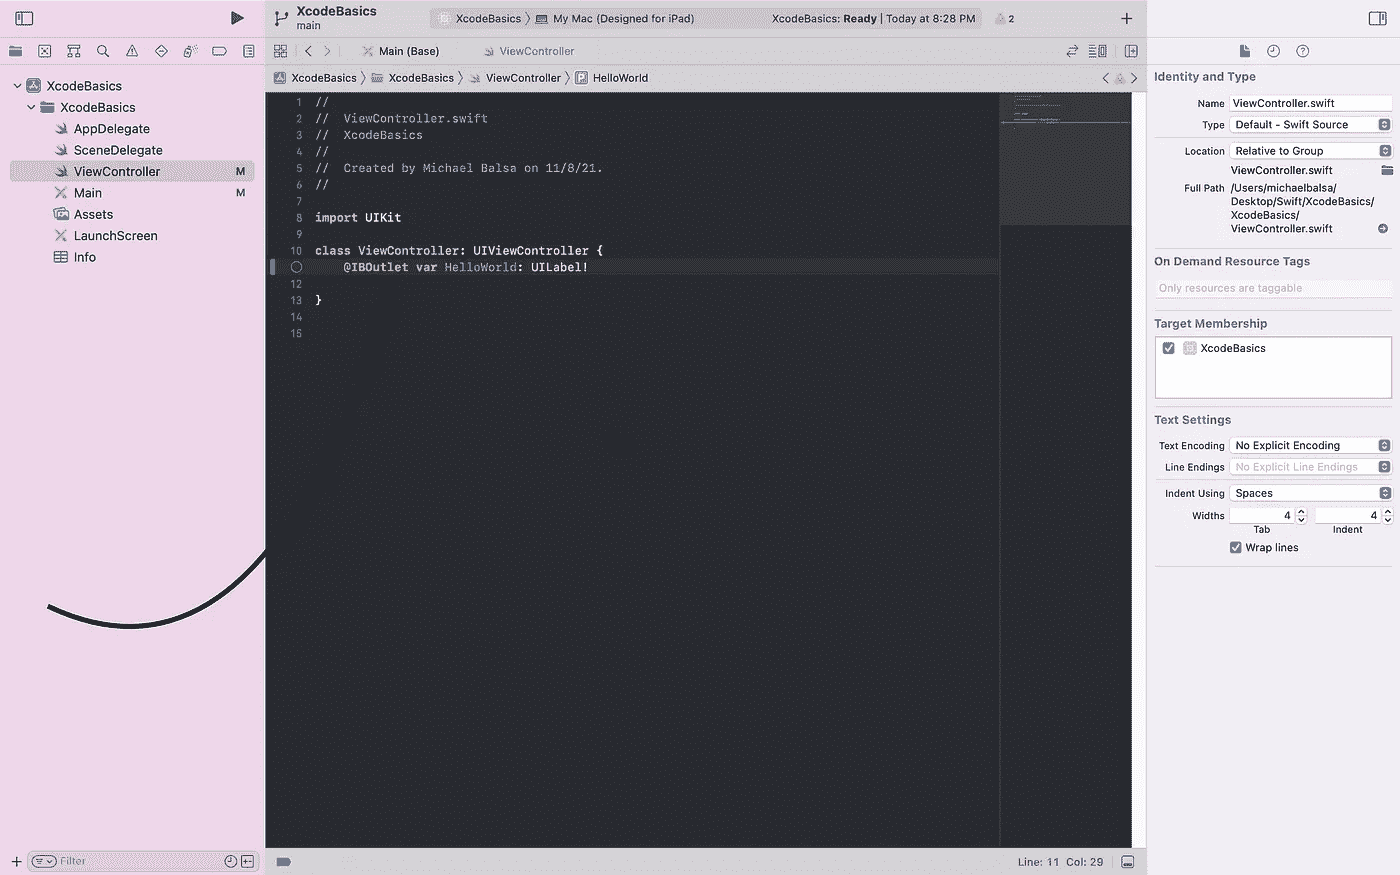 XcodeBasics
main
XcodeBasics
My Mac (Designed for iPad)
XcodeBasics: Ready | Today at 8:28 PM
2
Main (Base)
ViewController
XcodeBasics
XcodeBasics
ViewController
HelloWorld
XcodeBasics
XcodeBasics
AppDelegate
SceneDelegate
ViewController M
Main M
Assets
LaunchScreen
Info
Filter
1 //
2 //  ViewController.swift
3 //  XcodeBasics
4 //
5 //  Created by Michael Balsa on 11/8/21.
6 //
7
8 import UIKit
9
10 class ViewController: UIViewController {
@IBOutlet var HelloWorld: UILabel!
12
13 }
14
15
Line: 11 Col: 29
Identity and Type
Name ViewController.swift
Type Default - Swift Source
Location Relative to Group
ViewController.swift
Full Path /Users/michaelbalsa/
Desktop/Swift/XcodeBasics/
XcodeBasics/
ViewController.swift
On Demand Resource Tags
Only resources are taggable
Target Membership
XcodeBasics
Text Settings
Text Encoding No Explicit Encoding
Line Endings No Explicit Line Endings
Indent Using Spaces
Widths 4 4
Tab Indent
Wrap lines